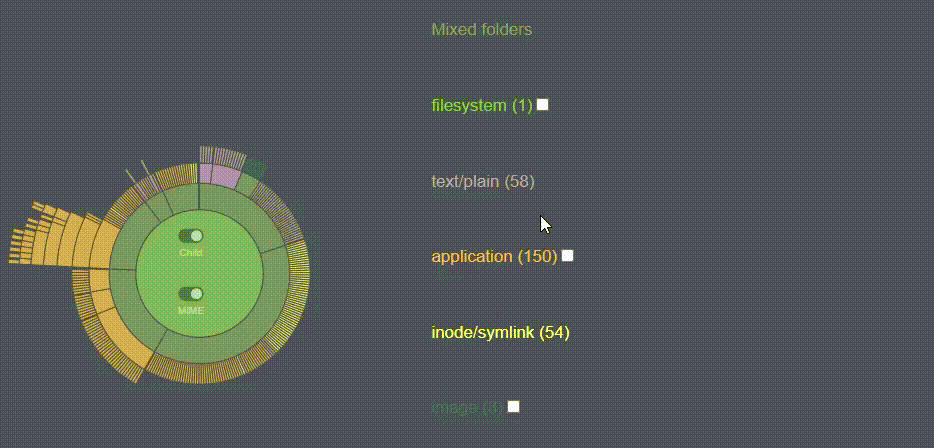 Mixed folders
filesystem (1)
text/plain (58)
Child
application (150)
MIME
inode/symlink (54)
image (3)